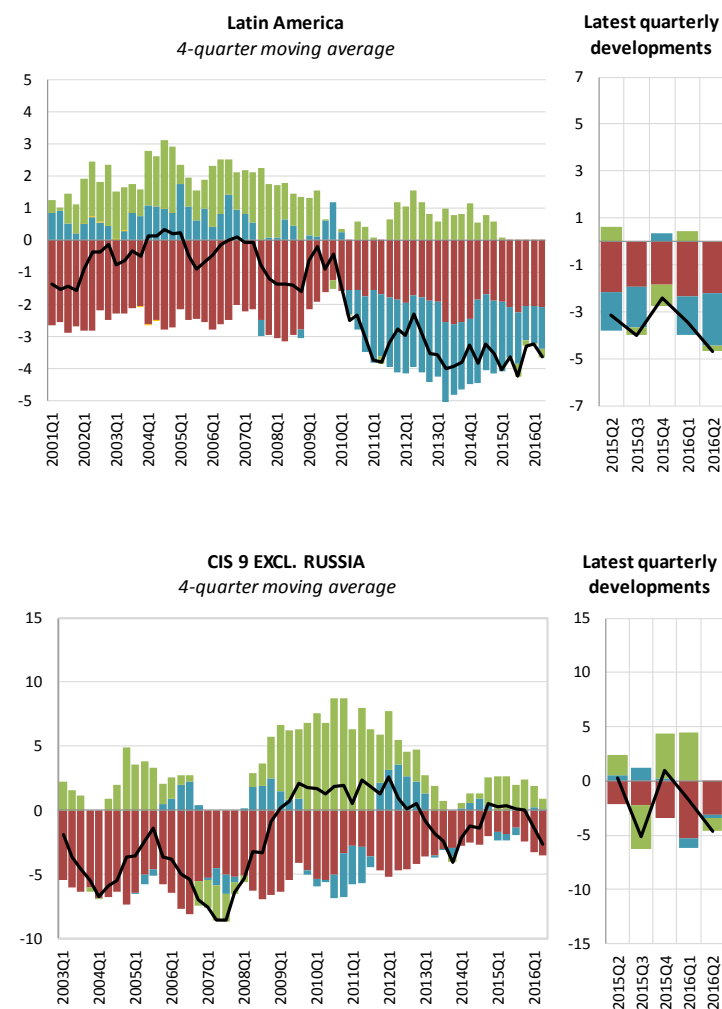 Latin America
4-quarter moving average
5
4
3
2
1
0
-1
-2
-3
-4
-5
2001Q1
2002Q1
2003Q1
2004Q1
2005Q1
2006Q1
2007Q1
2008Q1
2009Q1
2010Q1
2011Q1
2012Q1
2013Q1
2014Q1
2015Q1
2016Q1
Latest quarterly
developments
7
5
3
1
-1
-3
-5
-7
2015Q2
2015Q3
2015Q4
2016Q1
2016Q2
CIS 9 EXCL. RUSSIA
4-quarter moving average
15
10
5
0
-5
-10
2003Q1
2004Q1
2005Q1
2006Q1
2007Q1
2008Q1
2009Q1
2010Q1
2011Q1
2012Q1
2013Q1
2014Q1
2015Q1
2016Q1
Latest quarterly
developments
15
10
5
0
-5
-10
-15
2015Q2
2015Q3
2015Q4
2016Q1
2016Q2